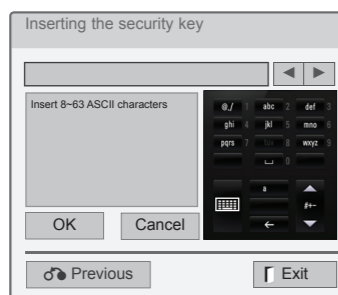 Inserting the security key
Insert 8~63 ASCII characters
@./ 1 abc 2 def 3
ghi 4 jkl 5 mno 6
pqrs 7 8 wxyz 9
0
a
#+-
OK Cancel
Previous Exit